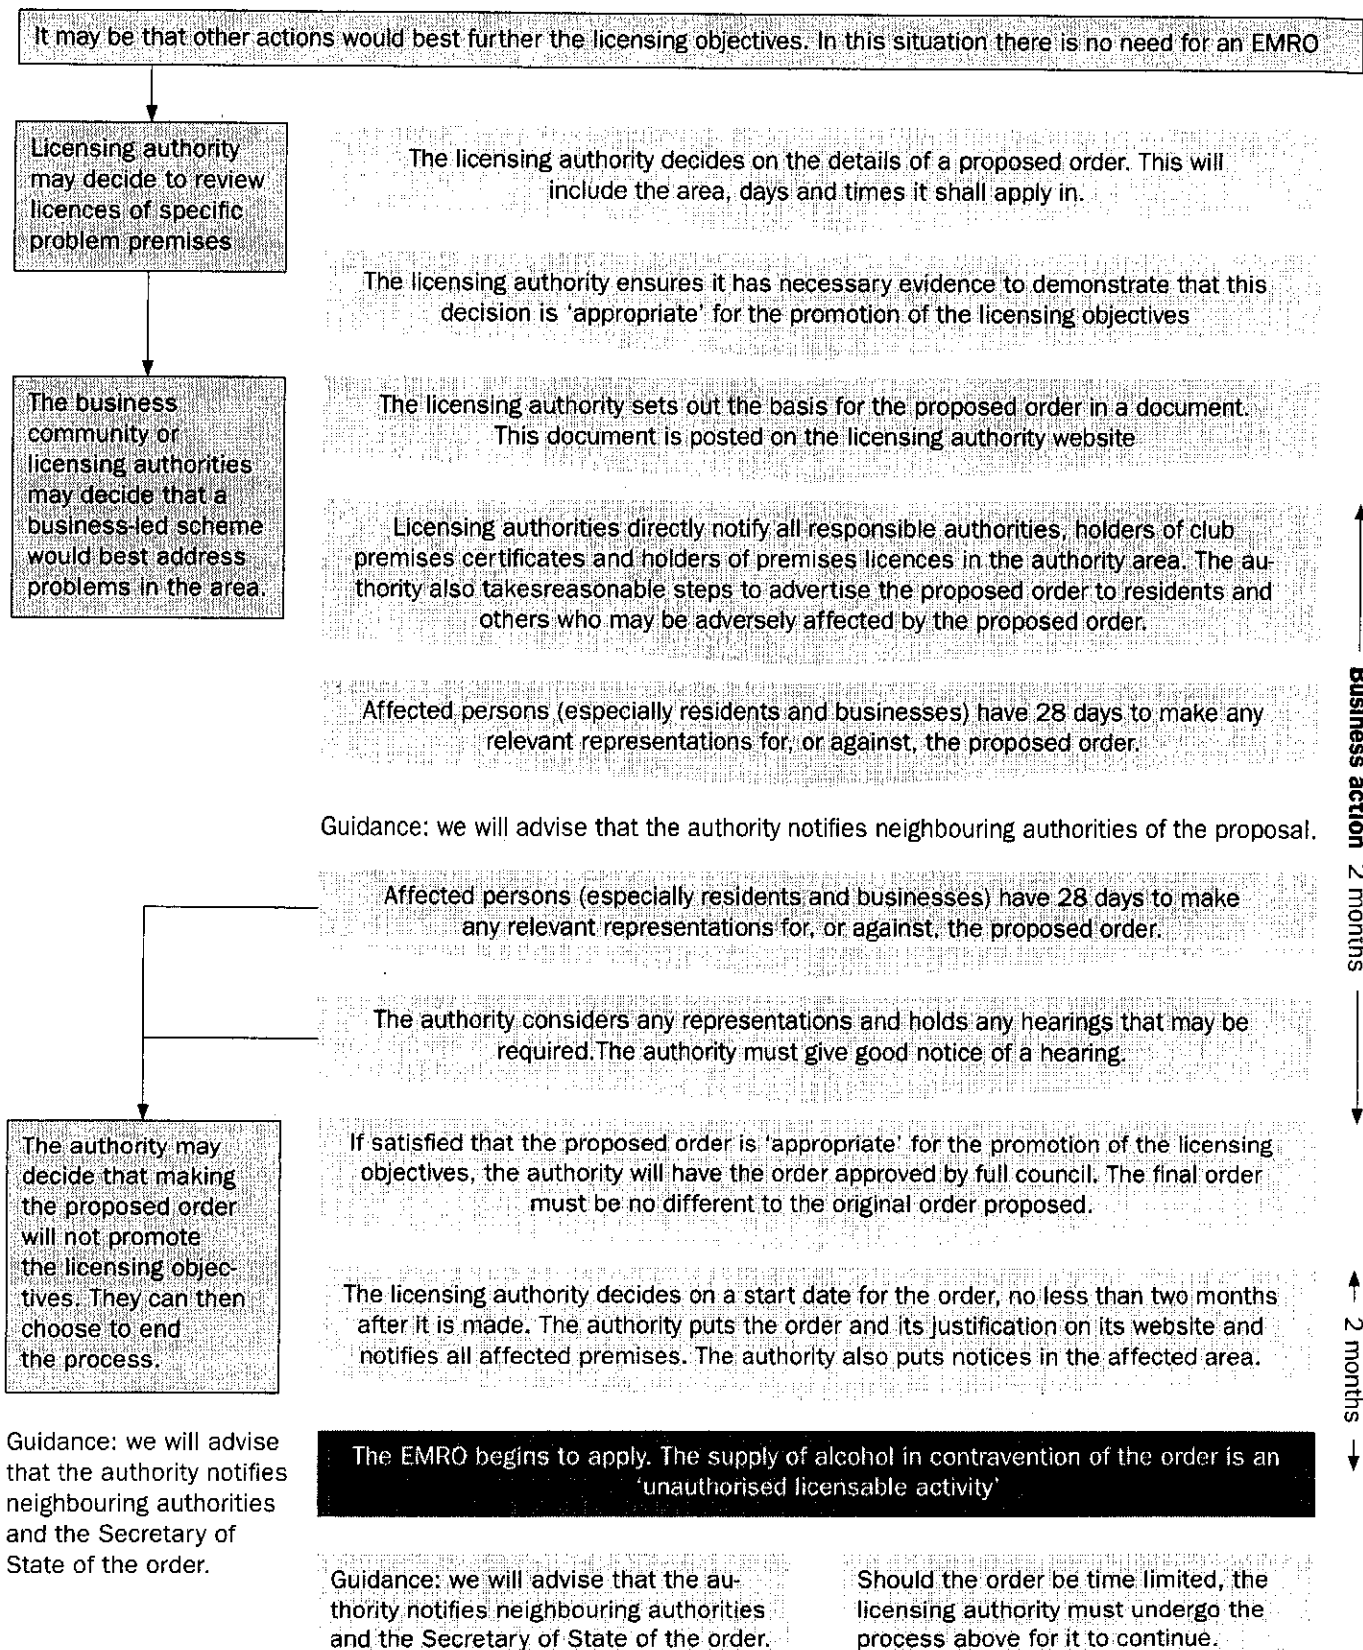 It may be that other actions would best further the licensing objectives. In this situation there is no need for an EMRO
Licensing authority
may decide to review
licences of specific
problem premises
The licensing authority decides on the details of a proposed order. This will
include the area, days and times it shall apply in.
The licensing authority ensures it has necessary evidence to demonstrate that this
decision is 'appropriate' for the promotion of the licensing objectives
The business
community or
licensing authorities
may decide that a
business-led scheme
would best address
problems in the area.
The licensing authority sets out the basis for the proposed order in a document.
This document is posted on the licensing authority website
Licensing authorities directly notify all responsible authorities, holders of club
premises certificates and holders of premises licences in the authority area. The au-
thority also takesreasonable steps to advertise the proposed order to residents and
others who may be adversely affected by the proposed order.
Affected persons (especially residents and businesses) have 28 days to make any
relevant representations for, or against, the proposed order.
Guidance: we will advise that the authority notifies neighbouring authorities of the proposal.
Affected persons (especially residents and businesses) have 28 days to make
any relevant representations for, or against, the proposed order.
The authority considers any representations and holds any hearings that may be
required.The authority must give good notice of a hearing.
Business action 2 months
The authority may
decide that making
the proposed order
will not promote
the licensing objec-
tives. They can then
choose to end
the process.
If satisfied that the proposed order is 'appropriate' for the promotion of the licensing
objectives, the authority will have the order approved by full council. The final order
must be no different to the original order proposed.
The licensing authority decides on a start date for the order, no less than two months
after it is made. The authority puts the order and its justification on its website and
notifies all affected premises. The authority also puts notices in the affected area.
2 months
Guidance: we will advise
that the authority notifies
neighbouring authorities
and the Secretary of
State of the order.
The EMRO begins to apply. The supply of alcohol in contravention of the order is an
'unauthorised licensable activity'
Guidance: we will advise that the au-
thority notifies neighbouring authorities
and the Secretary of State of the order.
Should the order be time limited, the
licensing authority must undergo the
process above for it to continue.